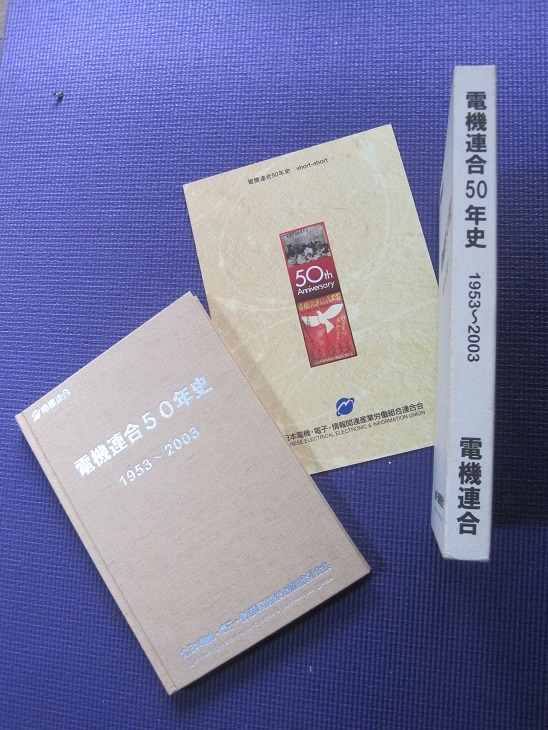 電機連合
電機連合50年史
1953〜2003
電機連合50年史 short-short
50th
Anniversary
日本電機・電子・情報関連産業労働組合連合会
ELECTRICAL ELECTRONIC & INFORMATION UNION
電機連合50年史
1953〜2003
電機連合